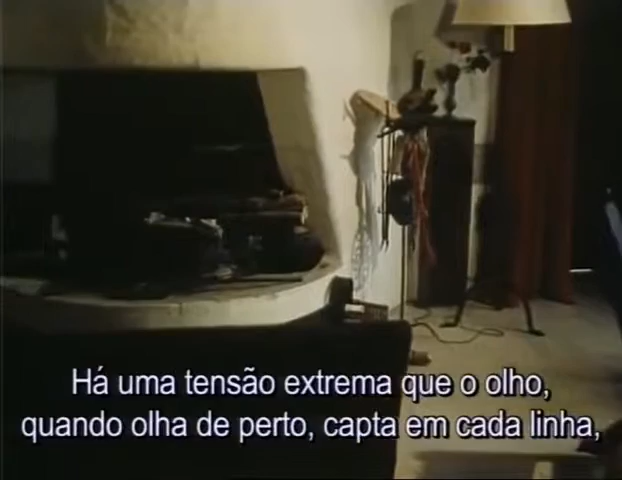 Há uma tensão extrema que o olho,
quando olha de perto, capta em cada linha,